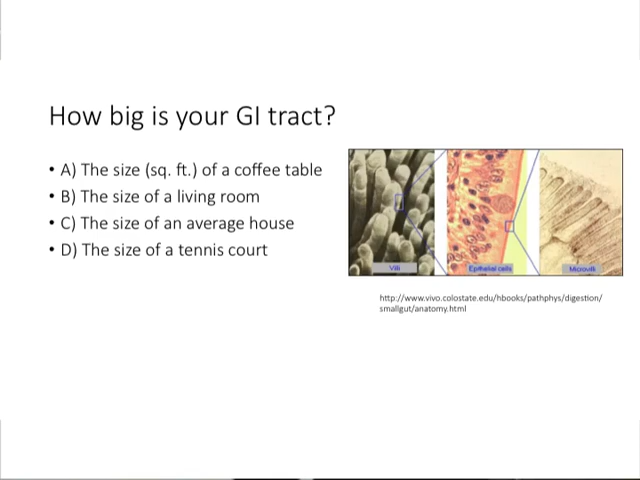 How big is your GI tract?
• A) The size (sq. ft.) of a coffee table
• B) The size of a living room
• C) The size of an average house
• D) The size of a tennis court
Villi
Epithelial cells
Microvilli
http://www.vivo.colostate.edu/hbooks/pathphys/digestion/
smallgut/anatomy.html